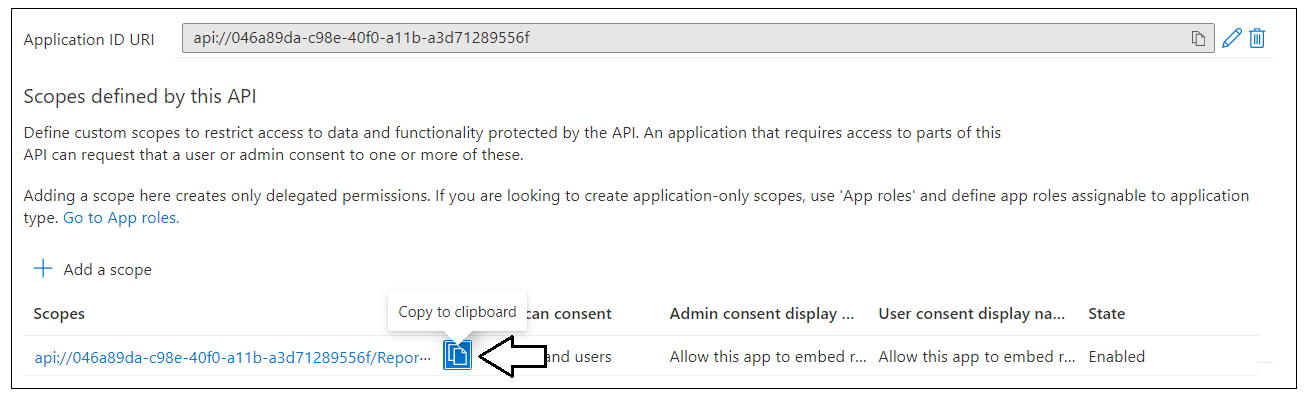 Application ID URI api://046a89da-c98e-40f0-a11b-a3d71289556f
Scopes defined by this API
Define custom scopes to restrict access to data and functionality protected by the API. An application that requires access to parts of this
API can request that a user or admin consent to one or more of these.
Adding a scope here creates only delegated permissions. If you are looking to create application-only scopes, use 'App roles' and define app roles assignable to application
type. Go to App roles.
Add a scope
Copy to clipboard
Scopes can consent Admin consent display ... User consent display na... State
api://046a89da-c98e-40f0-a11b-a3d71289556f/Repor··· and users Allow this app to embed r... Allow this app to embed r... Enabled